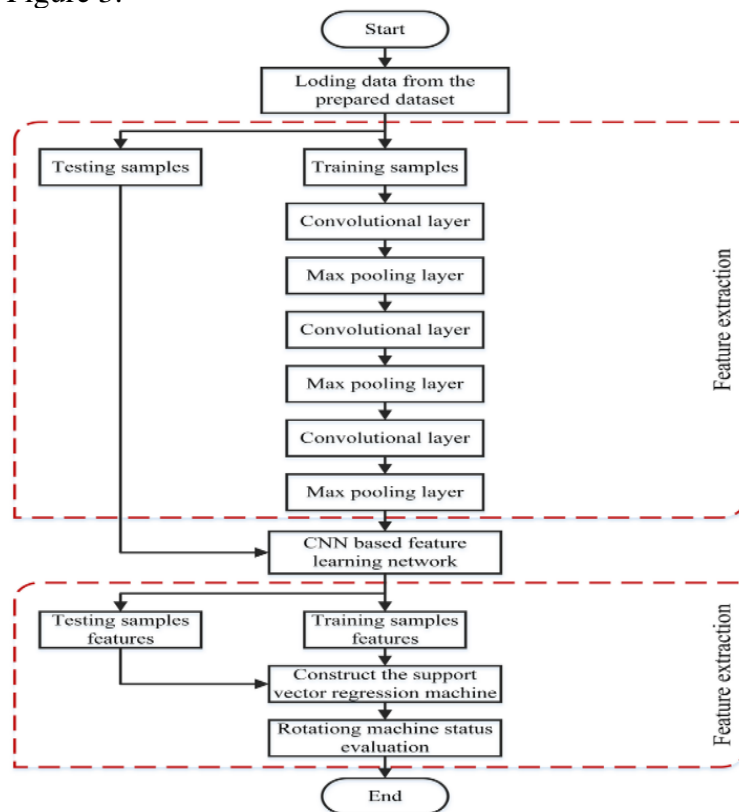 Figure 3.
Start
Loding data from the
prepared dataset
Testing samples
Training samples
Convolutional layer
Max pooling layer
Convolutional layer
Max pooling layer
Convolutional layer
Max pooling layer
Feature extraction
CNN based feature
learning network
Testing samples
features
Training samples
features
Construct the support
vector regression machine
Rotationg machine status
evaluation
Feature extraction
End